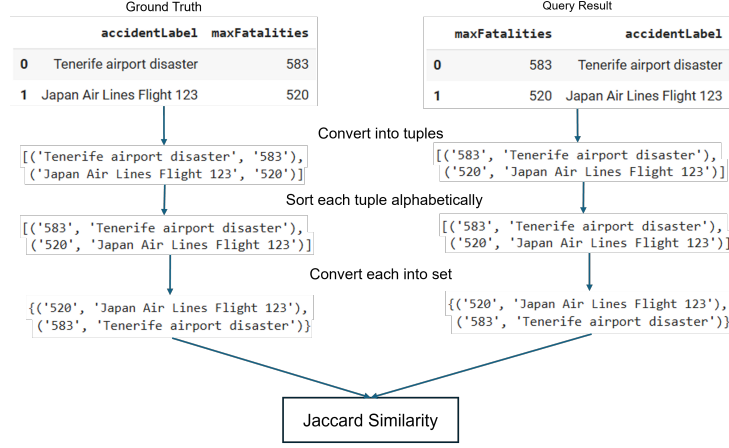 Ground Truth
Query Result
accidentLabel maxFatalities
0 Tenerife airport disaster 583
1 Japan Air Lines Flight 123 520
maxFatalities accidentLabel
0 583 Tenerife airport disaster
1 520 Japan Air Lines Flight 123
Convert into tuples
[('Tenerife airport disaster', '583'),
('Japan Air Lines Flight 123', '520')]
[('583', 'Tenerife airport disaster'),
('520', 'Japan Air Lines Flight 123')]
Sort each tuple alphabetically
[('583', 'Tenerife airport disaster'),
('520', 'Japan Air Lines Flight 123')]
[('583', 'Tenerife airport disaster'),
('520', 'Japan Air Lines Flight 123')]
Convert each into set
{('520', 'Japan Air Lines Flight 123'),
('583', 'Tenerife airport disaster')}
{('520', 'Japan Air Lines Flight 123'),
('583', 'Tenerife airport disaster')}
Jaccard Similarity